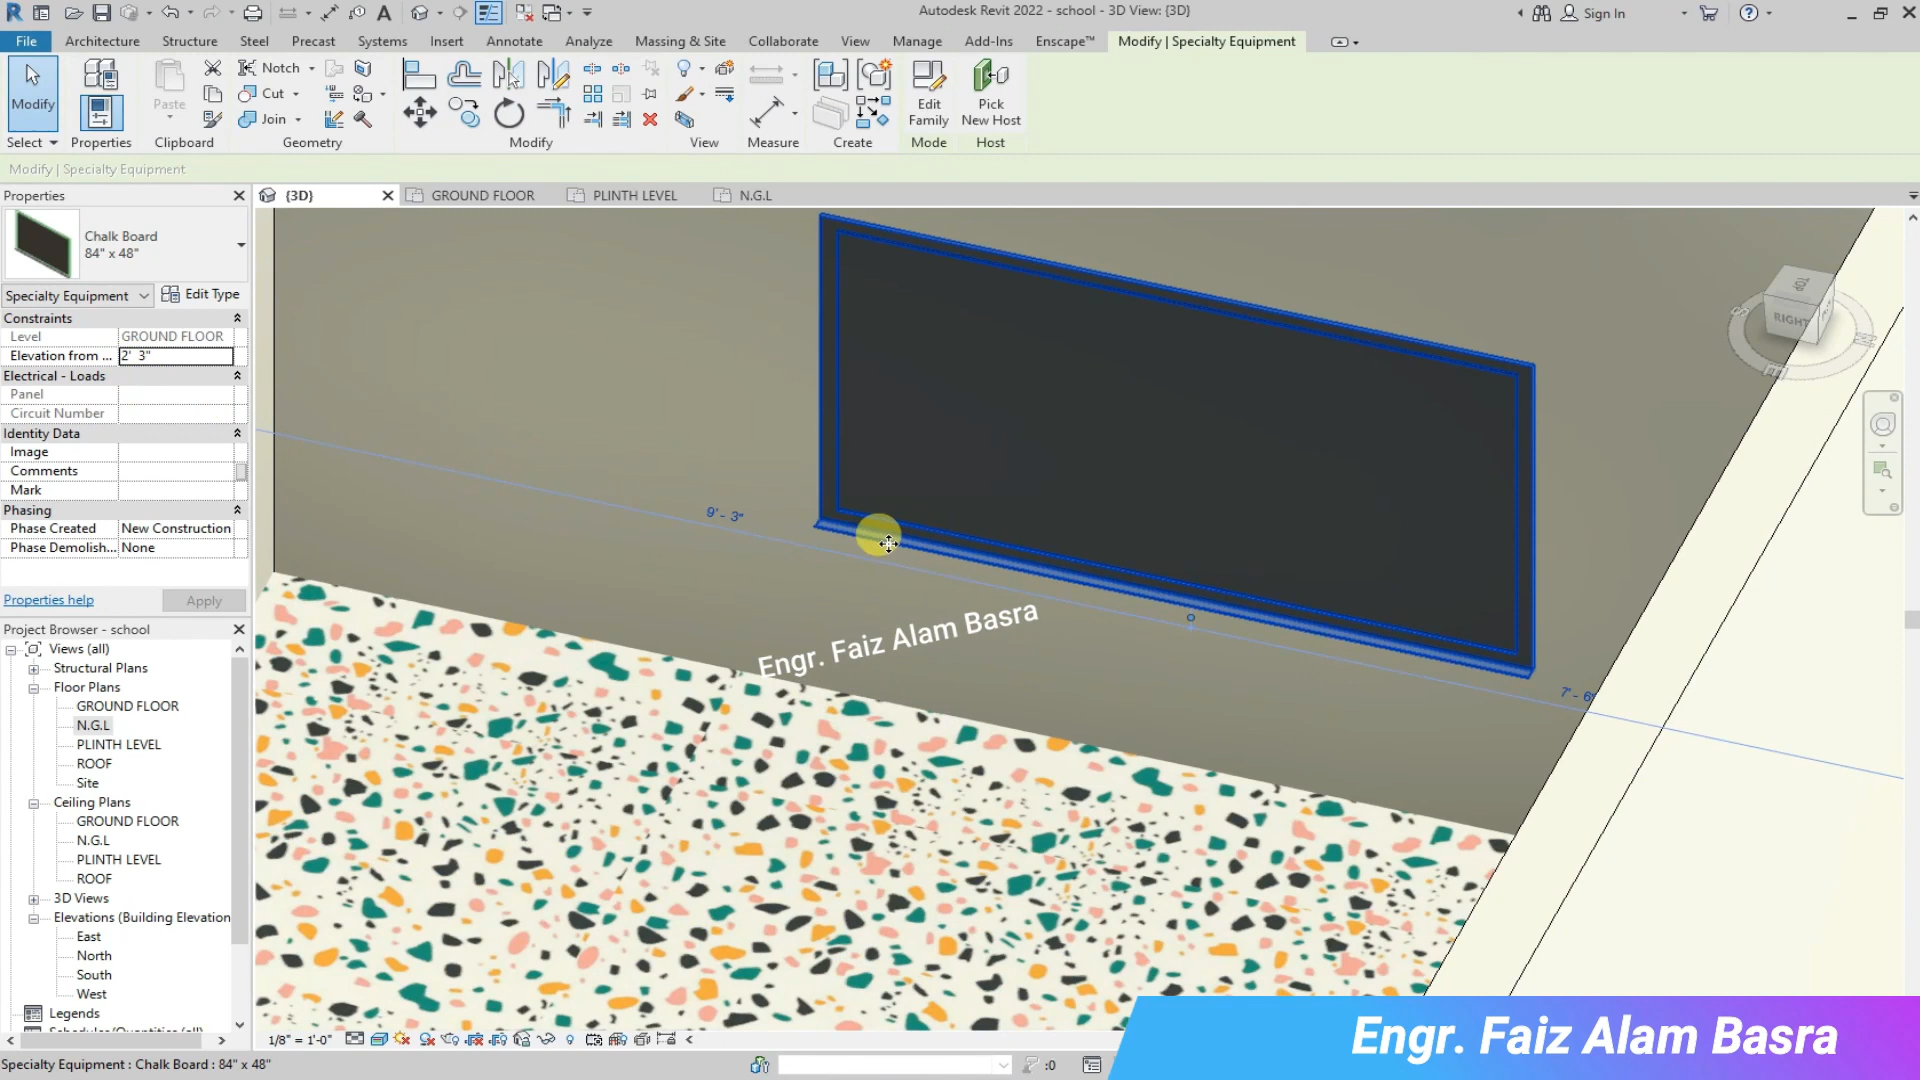 Autodesk Revit 2022 - school - 3D View: {3D}
Sign In
File Architecture Structure Steel Precast Systems Insert Annotate Analyze Massing & Site Collaborate View Manage Add-Ins Enscape™ Modify | Specialty Equipment
Modify
Paste
Notch
Cut
Join
Edit Family
Pick New Host
Select Properties Clipboard Geometry Modify View Measure Create Mode Host
Modify | Specialty Equipment
Properties
{3D} GROUND FLOOR PLINTH LEVEL N.G.L
Chalk Board
84" x 48"
Specialty Equipment Edit Type
Constraints
Level GROUND FLOOR
Elevation from ... 2' 3"
Electrical - Loads
Panel
Circuit Number
Identity Data
Image
Comments
Mark
Phasing
Phase Created New Construction
Phase Demolish... None
Properties help Apply
Project Browser - school
Views (all)
Structural Plans
Floor Plans
GROUND FLOOR
N.G.L
PLINTH LEVEL
ROOF
Site
Ceiling Plans
GROUND FLOOR
N.G.L
PLINTH LEVEL
ROOF
3D Views
Elevations (Building Elevation
East
North
South
West
Legends
9' - 3"
7' - 6
TOP
RIGHT
Engr. Faiz Alam Basra
1/8" = 1'-0"
Specialty Equipment : Chalk Board : 84" x 48"
:0
Engr. Faiz Alam Basra